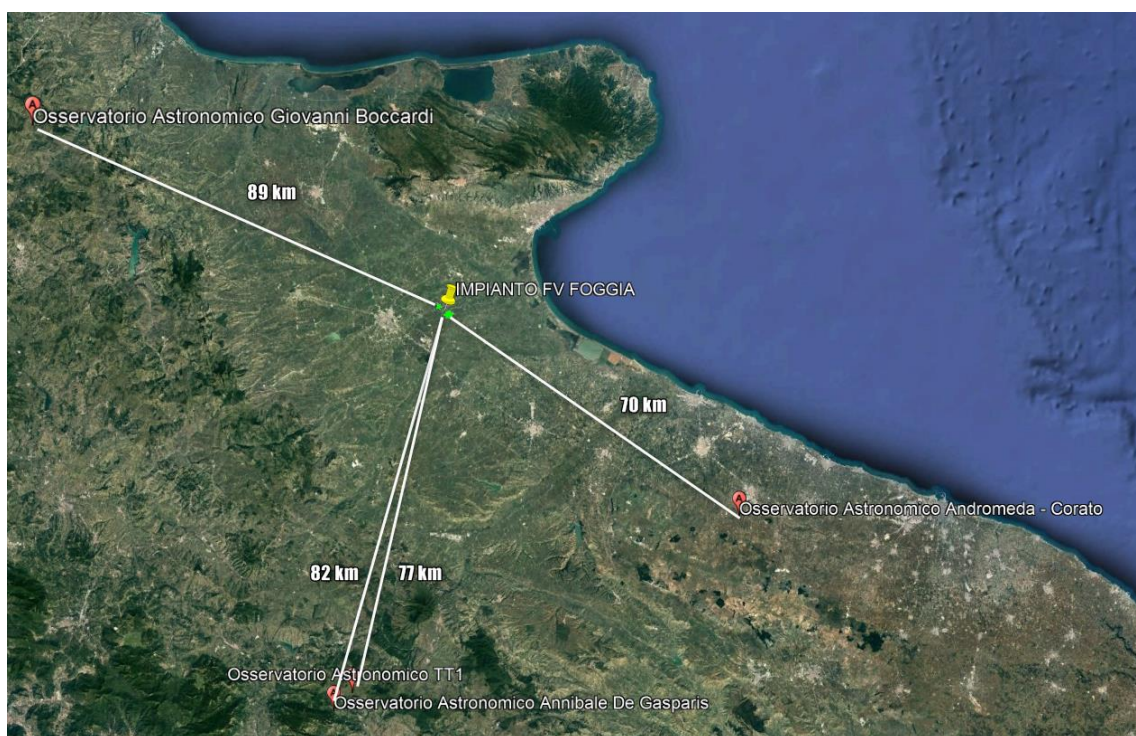 Osservatorio Astronomico Giovanni Boccardi
89 km
IMPIANTO FV FOGGIA
70 km
Osservatorio Astronomico Andromeda - Corato
82 km
77 km
Osservatorio Astronomico TT1
Osservatorio Astronomico Annibale De Gasparis